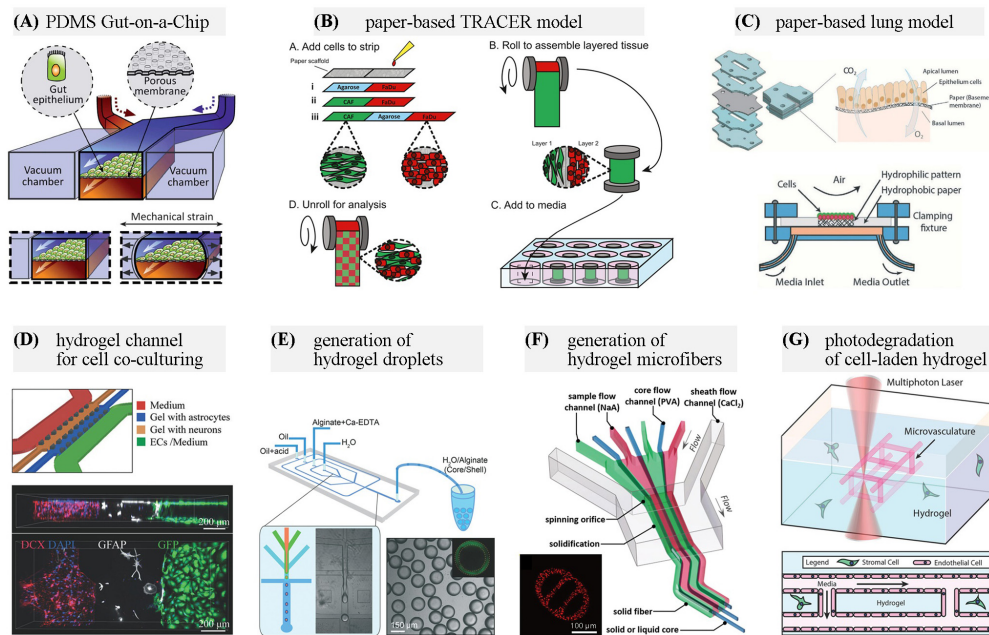 (A) PDMS Gut-on-a-Chip
Gut
epithelium
Porous
membrane
Vacuum
chamber
Vacuum
chamber
Mechanical strain
(B) paper-based TRACER model
A. Add cells to strip
Paper scaffold
i Agarose FaDu
ii CAF FaDu
iii CAF Agarose FaDu
B. Roll to assemble layered tissue
Layer 1 Layer 2
C. Add to media
D. Unroll for analysis
(C) paper-based lung model
CO₂
Apical lumen
Epithelium cells
Paper (Basement
membrane)
Basal lumen
O₂
Cells
Air
Hydrophilic pattern
Hydrophobic paper
Clamping
fixture
Media Inlet
Media Outlet
(D) hydrogel channel
for cell co-culturing
Medium
Gel with astrocytes
Gel with neurons
ECs /Medium
200 μm
DCX DAPI GFAP GFP
200 μm
(E) generation of
hydrogel droplets
Alginate+Ca-EDTA
Oil
H₂O
Oil+acid
H₂O/Alginate
(Core/Shell)
150 μm
(F) generation of
hydrogel microfibers
sheath flow
Channel (CaCl₂)
core flow
channel (PVA)
sample flow
channel (NaA)
Flow
Flow
spinning orifice
solidification
solid fiber
solid or liquid core
100 μm
(G) photodegradation
of cell-laden hydrogel
Multiphoton Laser
Microvasculature
Hydrogel
Legend Stromal Cell Endothelial Cell
Media
Hydrogel